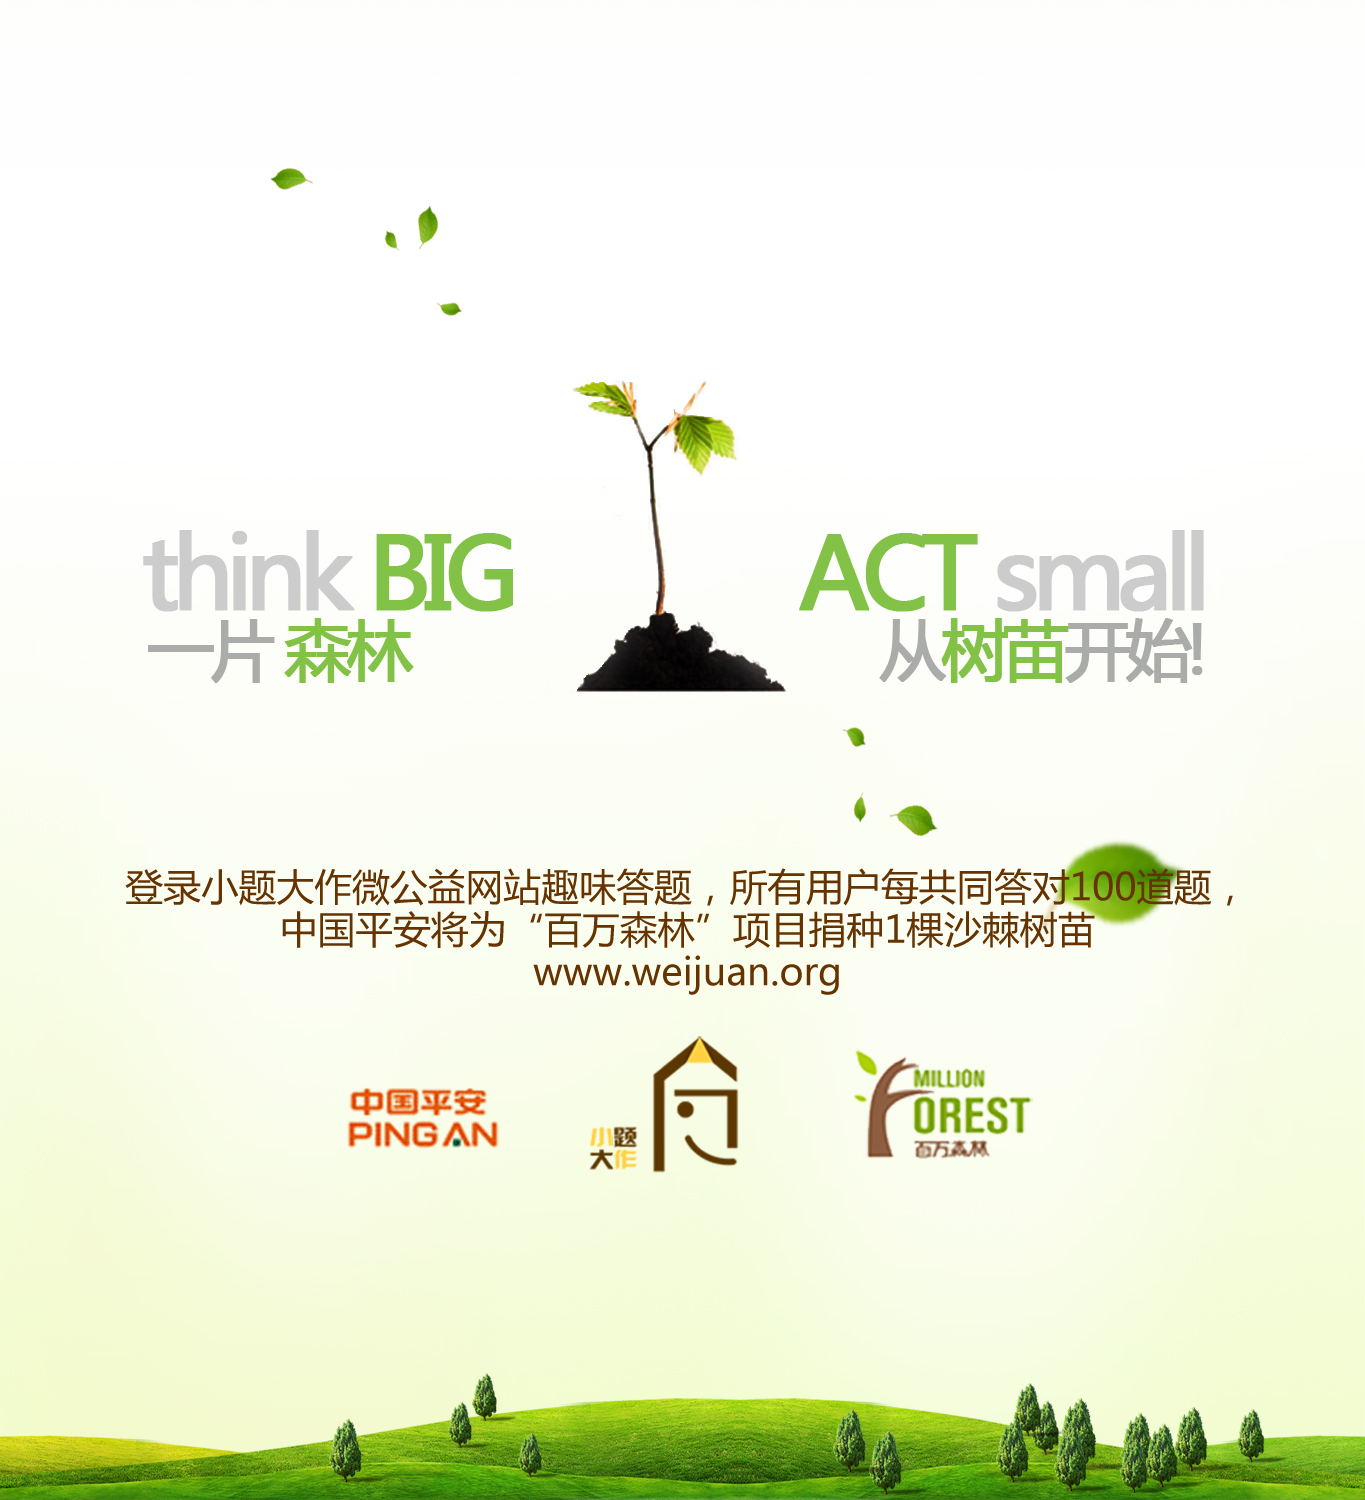 think BIG
ACT small
一片 森林
从树苗开始!
登录小题大作微公益网站趣味答题，所有用户每共同答对100道题，
中国平安将为“百万森林”项目捐种1棵沙棘树苗
www.weijuan.org
中国平安
PING AN
小题
大作
MILLION
FOREST
百万森林